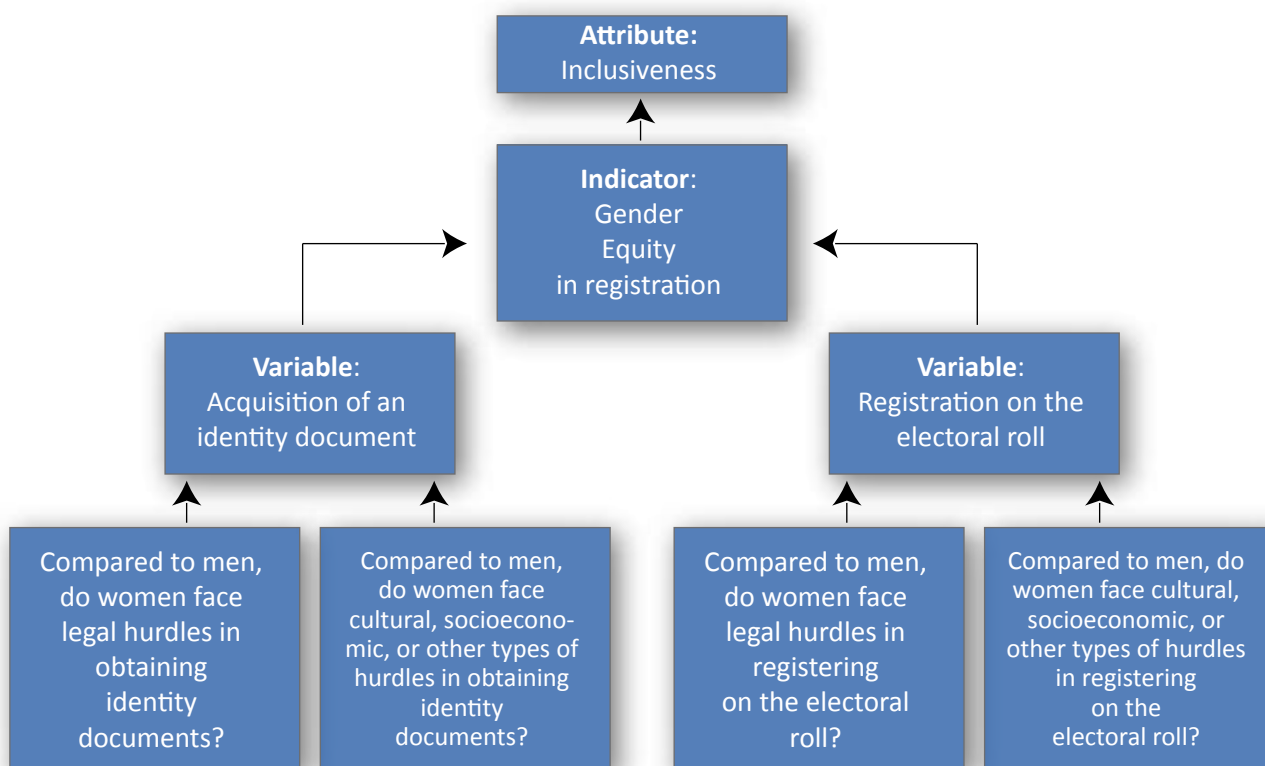 Attribute:
Inclusiveness
Indicator:
Gender
Equity
in registration
Variable:
Acquisition of an
identity document
Variable:
Registration on the
electoral roll
Compared to men,
do women face
legal hurdles in
obtaining
identity
documents?
Compared to men,
do women face
cultural, socioecono-
mic, or other types of
hurdles in obtaining
identity
documents?
Compared to men,
do women face
legal hurdles in
registering
on the electoral
roll?
Compared to men, do
women face cultural,
socioeconomic, or
other types of hurdles
in registering
on the
electoral roll?